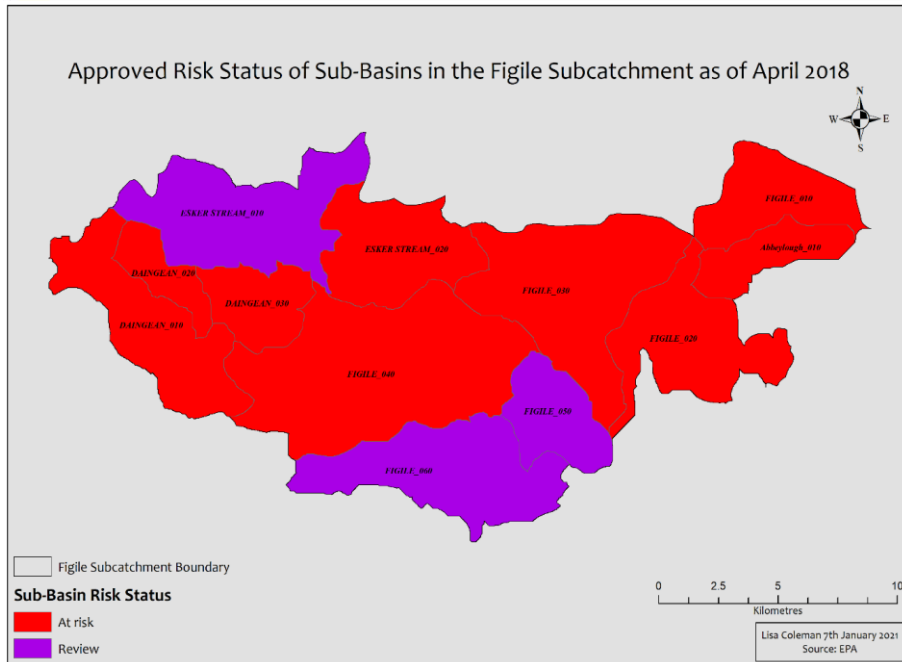 Approved Risk Status of Sub-Basins in the Figile Subcatchment as of April 2018
N
W E
S
FIGILE_010
ESKER STREAM_010
Abbeylough_010
ESKER STREAM_020
DAINGEAN_020
FIGILE_030
DAINGEAN_030
DAINGEAN_010
FIGILE_020
FIGILE_040
FIGILE_050
FIGILE_060
Figile Subcatchment Boundary
Sub-Basin Risk Status
At risk
Review
0 2.5 5 10
Kilometres
Lisa Coleman 7th January 2021
Source: EPA